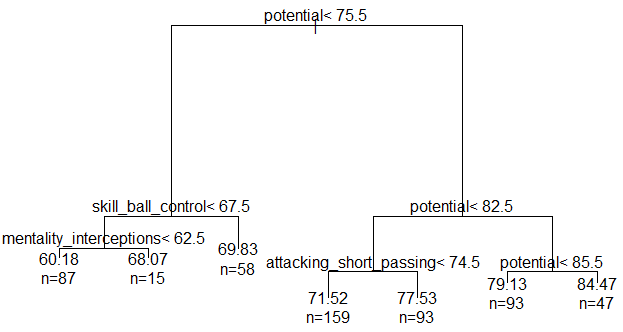 potential< 75.5
skill_ball_control< 67.5
potential< 82.5
mentality_interceptions< 62.5
attacking_short_passing< 74.5
potential< 85.5
60.18
n=87
68.07
n=15
69.83
n=58
71.52
n=159
77.53
n=93
79.13
n=93
84.47
n=47